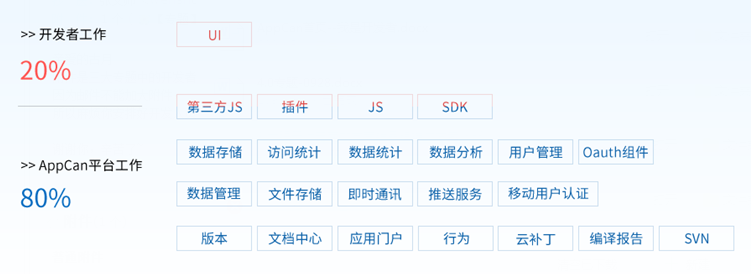 >> 开发者工作
20%
UI
第三方JS 插件 JS SDK
>> AppCan平台工作
80%
数据存储 访问统计 数据统计 数据分析 用户管理 Oauth组件
数据管理 文件存储 即时通讯 推送服务 移动用户认证
版本 文档中心 应用门户 行为 云补丁 编译报告 SVN